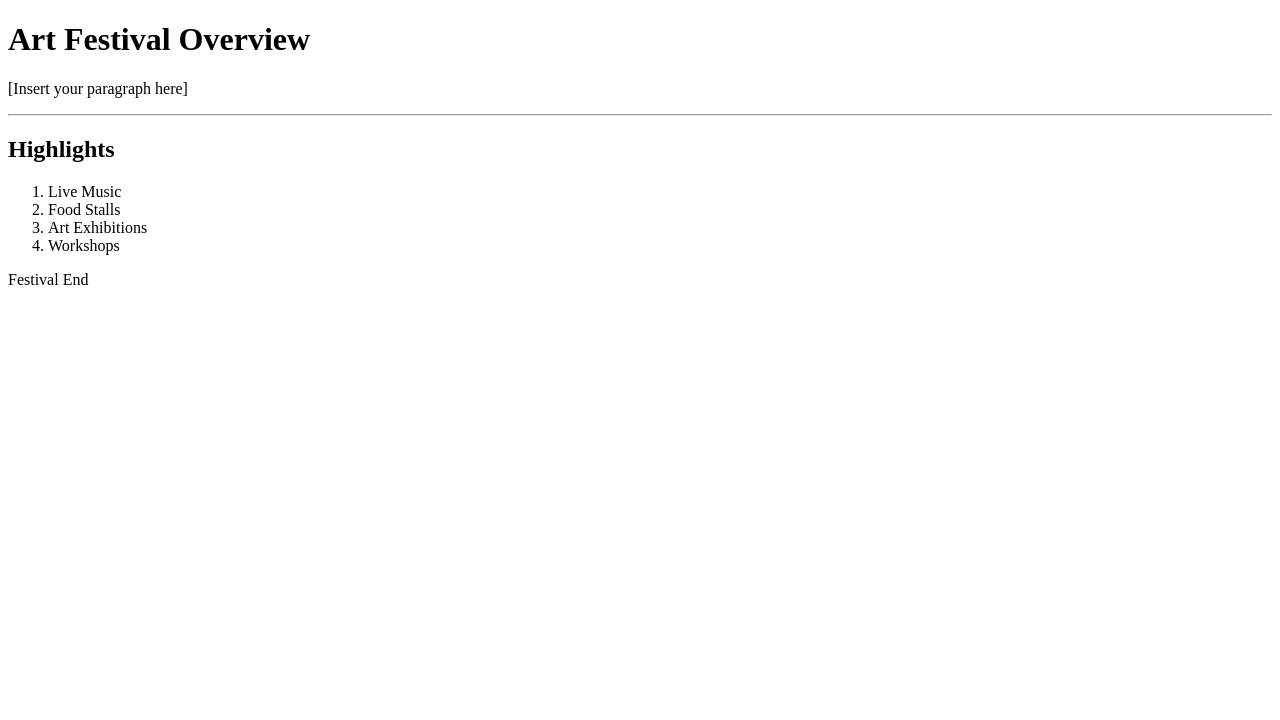 Art Festival Overview
[Insert your paragraph here]
Highlights
1. Live Music
2. Food Stalls
3. Art Exhibitions
4. Workshops
Festival End